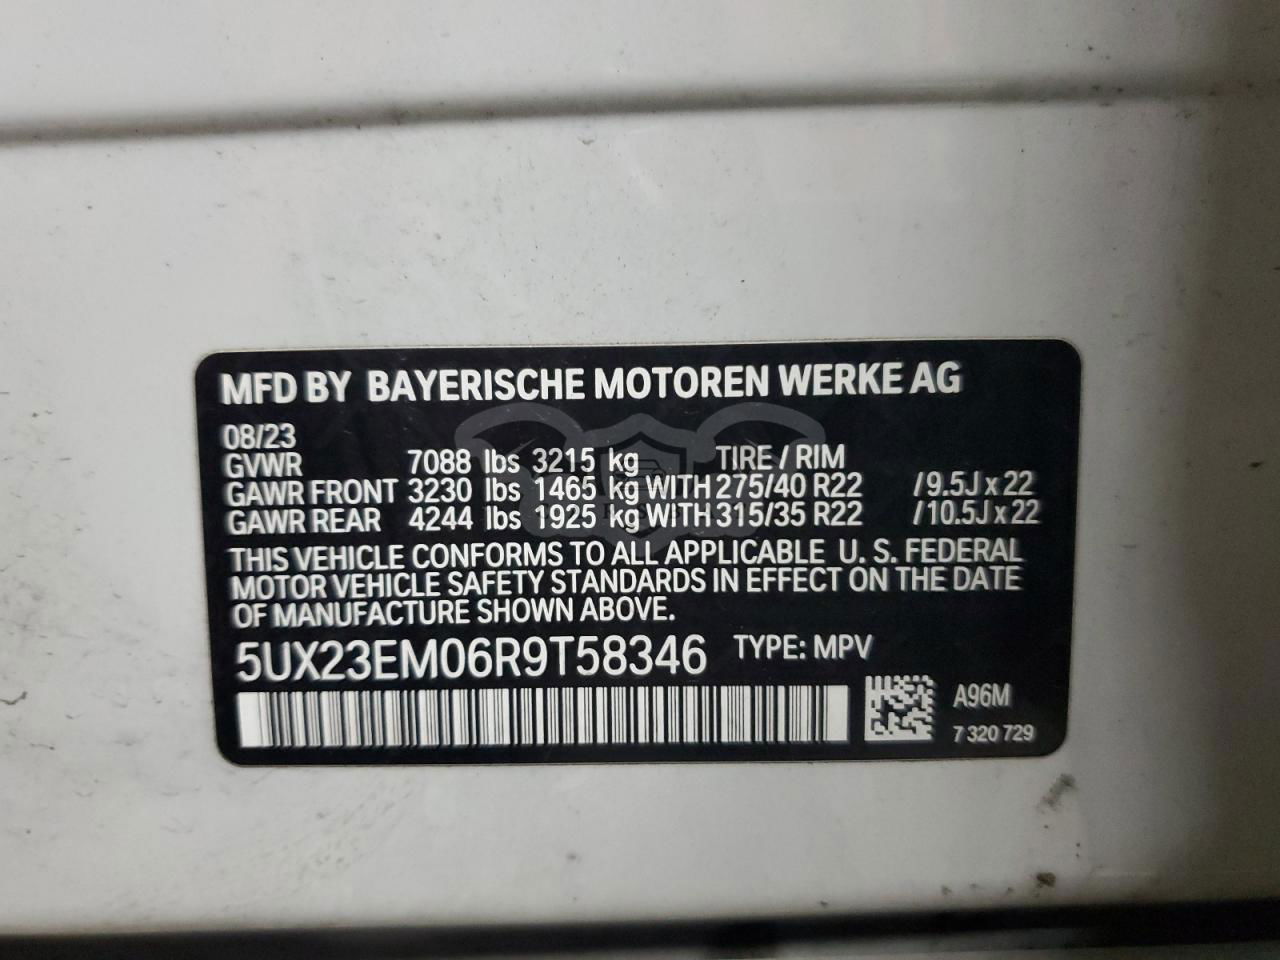 MFD BY BAYERISCHE MOTOREN WERKE AG
08/23
GVWR 7088 lbs 3215 kg TIRE / RIM
GAWR FRONT 3230 lbs 1465 kg WITH 275/40 R22 /9.5J x 22
GAWR REAR 4244 lbs 1925 kg WITH 315/35 R22 /10.5J x 22
THIS VEHICLE CONFORMS TO ALL APPLICABLE U. S. FEDERAL
MOTOR VEHICLE SAFETY STANDARDS IN EFFECT ON THE DATE
OF MANUFACTURE SHOWN ABOVE.
5UX23EM06R9T58346 TYPE: MPV
A96M
7 320 729